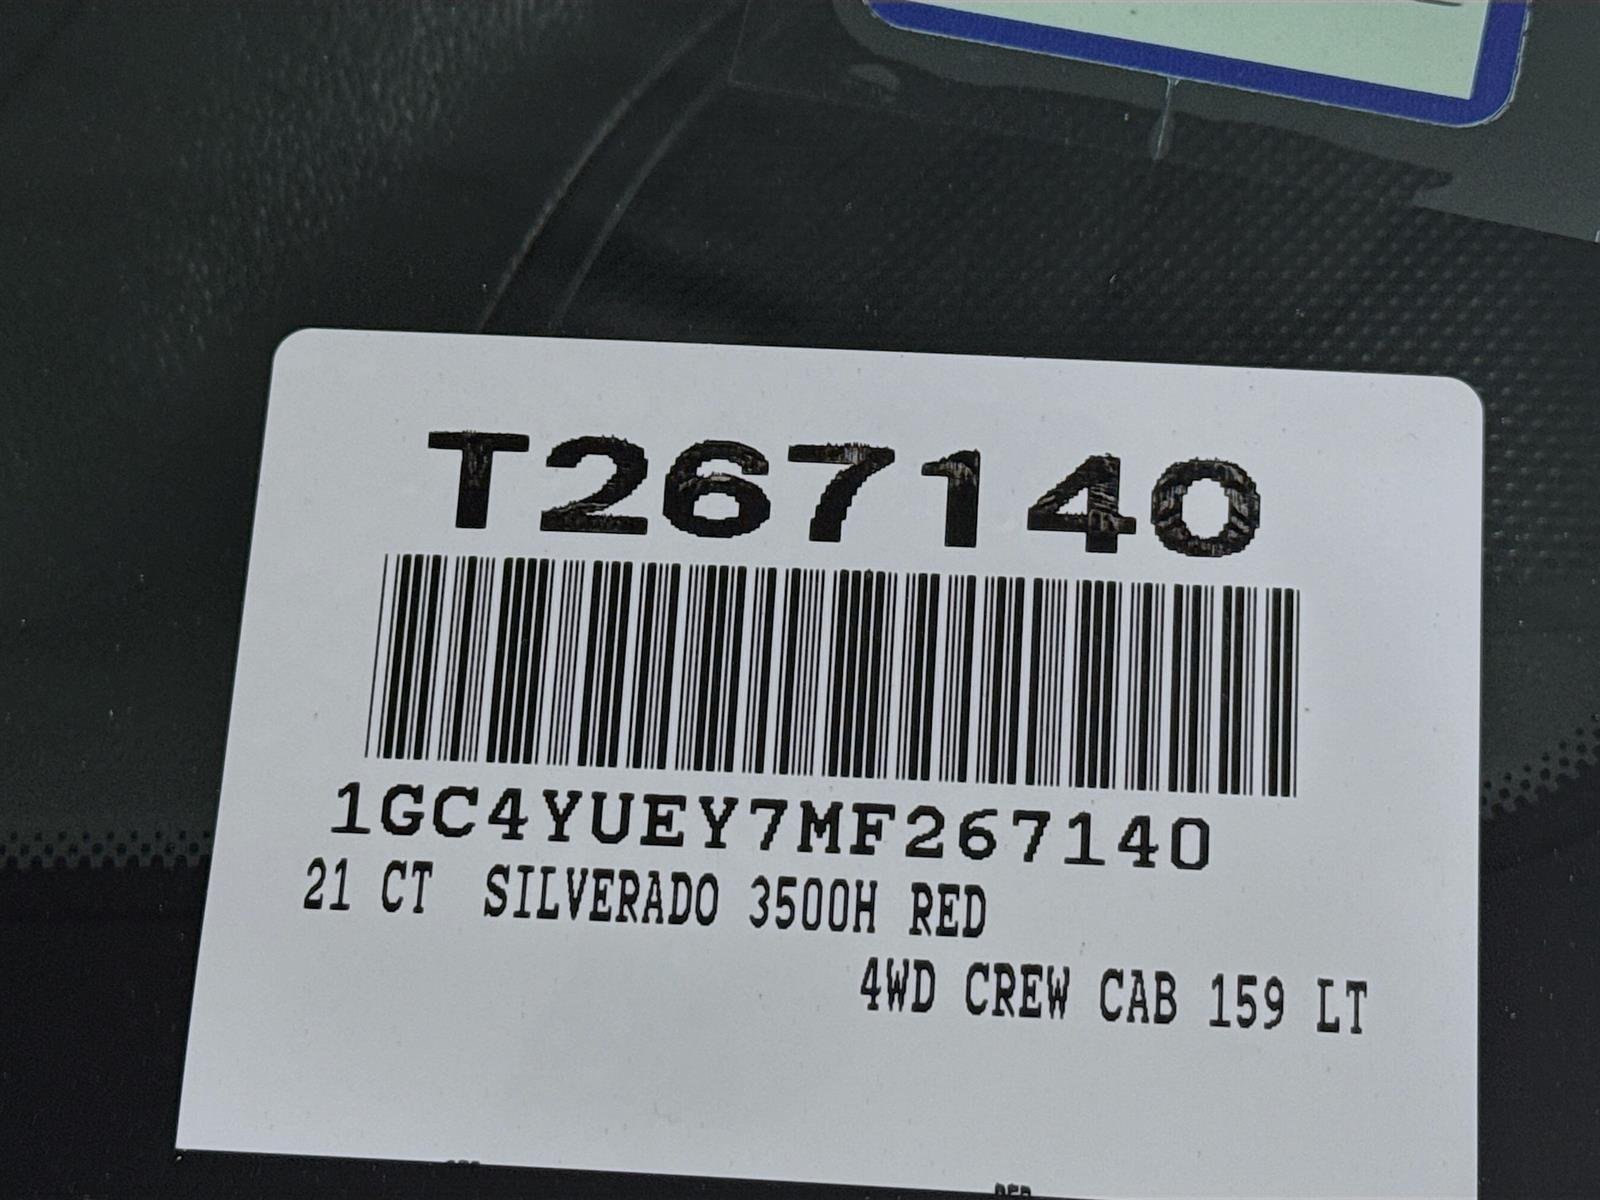 T267140
1GC4YUEY7MF267140
21 CT SILVERADO 3500H RED
4WD CREW CAB 159 LT